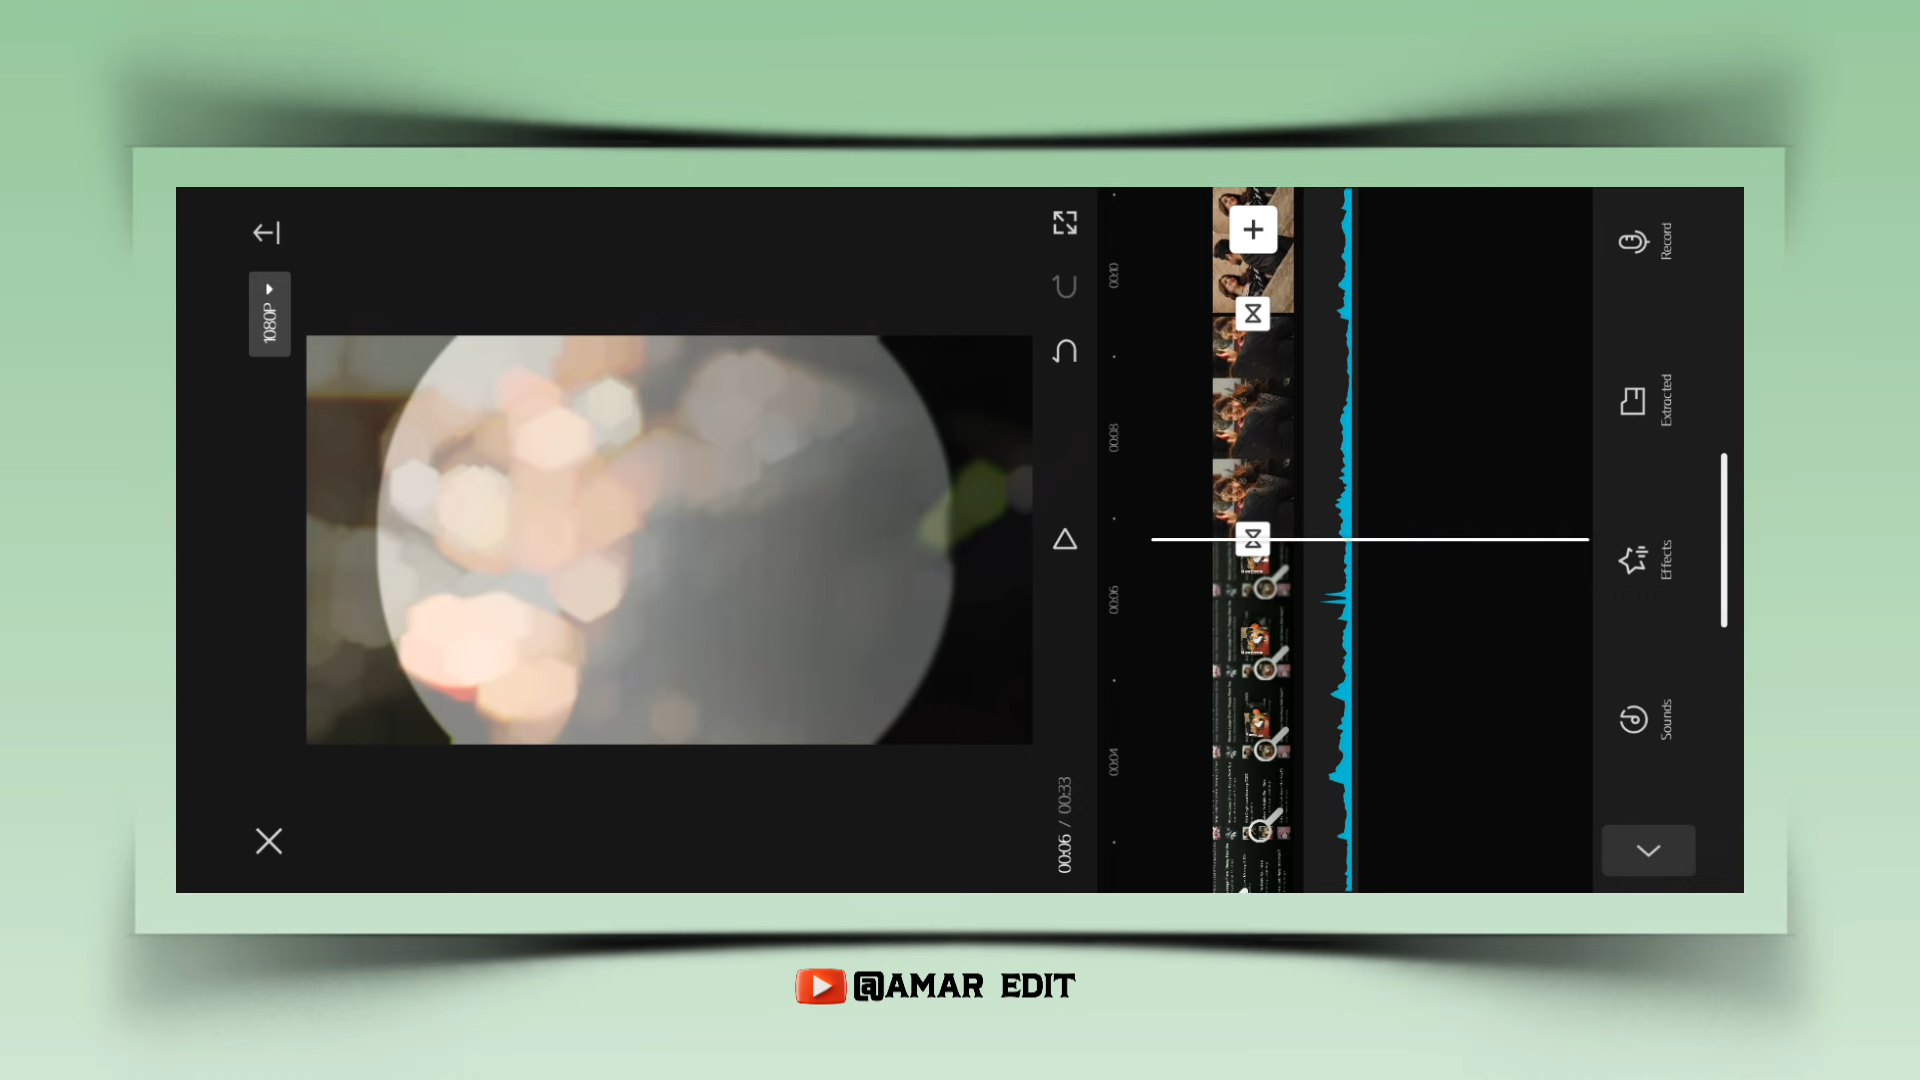 1080P
00:06 / 00:33
00:10
00:08
00:06
00:04
Record
Extracted
Effects
Sounds
@AMAR EDIT